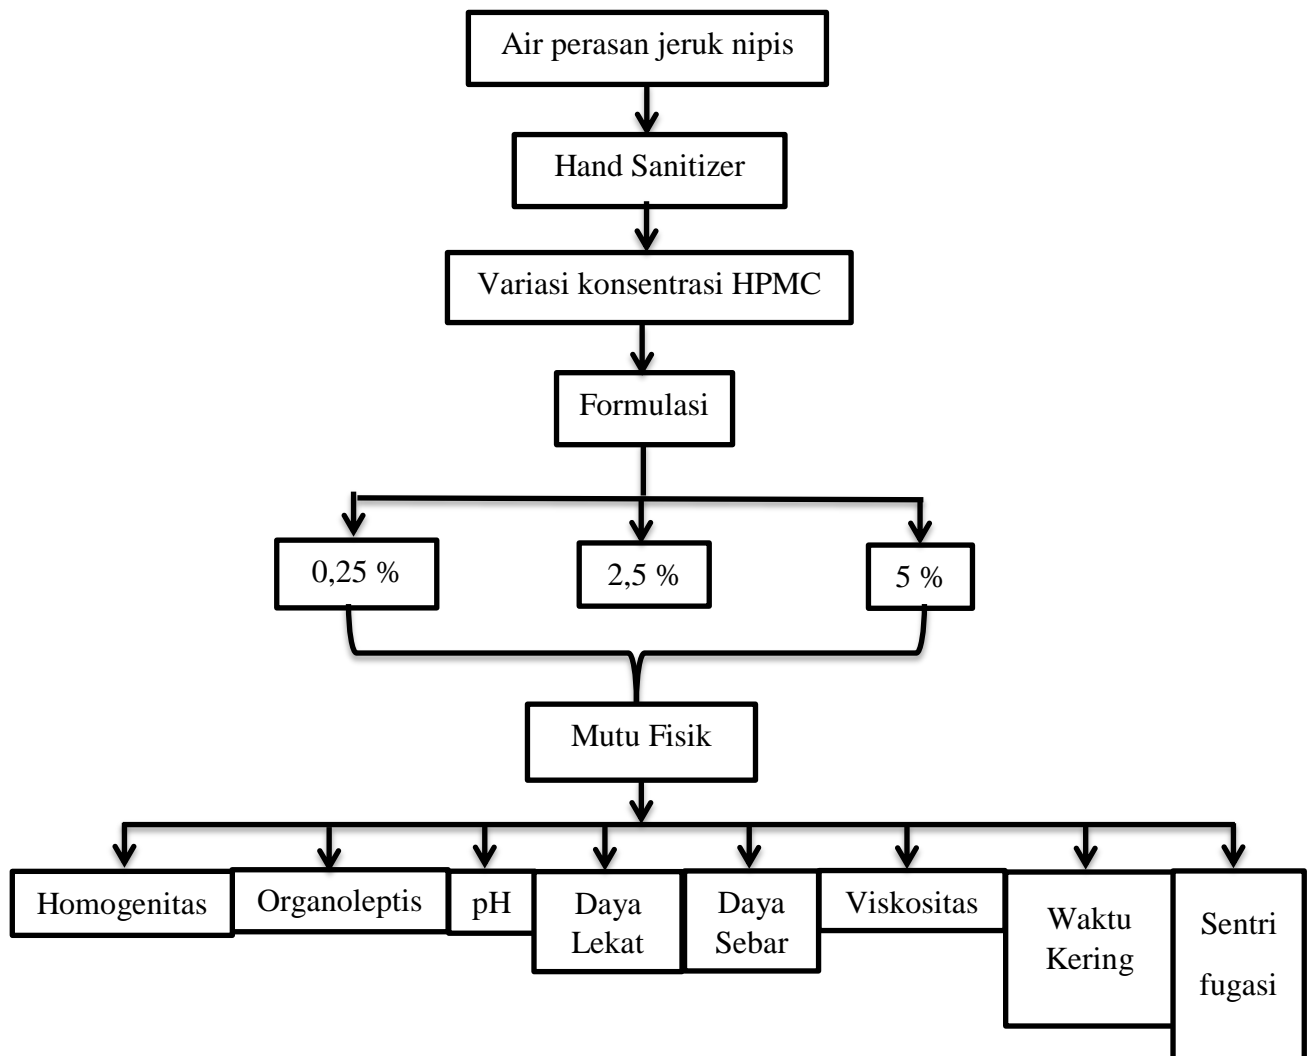 Air perasan jeruk nipis
Hand Sanitizer
Variasi konsentrasi HPMC
Formulasi
0,25 %
2,5 %
5 %
Mutu Fisik
Homogenitas
Organoleptis
pH
Daya
Lekat
Daya
Sebar
Viskositas
Waktu
Kering
Sentri
fugasi